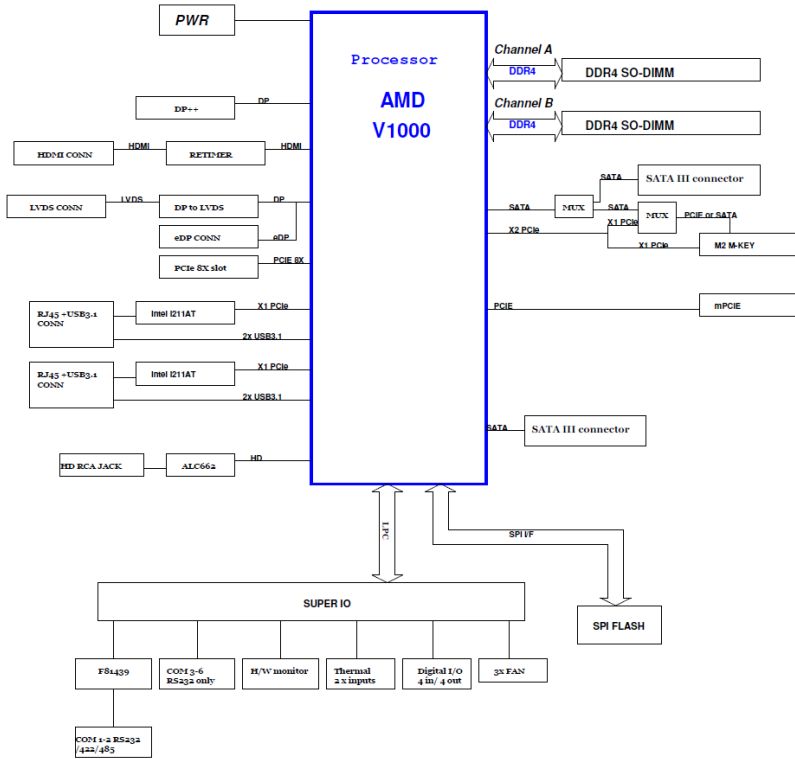 PWR
Processor
AMD
V1000
Channel A
DDR4
DDR4 SO-DIMM
Channel B
DDR4
DDR4 SO-DIMM
DP++
DP
HDMI CONN
HDMI
RETIMER
HDMI
LVDS CONN
LVDS
DP to LVDS
DP
eDP CONN
eDP
PCIe 8X slot
PCIE 8X
SATA
MUX
SATA
SATA III connector
SATA
X1 PCIe
MUX
PCIE or SATA
X2 PCIe
X1 PCIe
M2 M-KEY
RJ45 +USB3.1
CONN
Intel I211AT
X1 PCIe
2x USB3.1
PCIE
mPCIE
RJ45 +USB3.1
CONN
Intel I211AT
X1 PCIe
2x USB3.1
SATA
SATA III connector
HD RCA JACK
ALC662
HD
LPC
SPI I/F
SUPER IO
SPI FLASH
F81439
COM 3-6
RS232 only
H/W monitor
Thermal
2 x inputs
Digital I/O
4 in/ 4 out
3x FAN
COM 1-2 RS232
/422/485